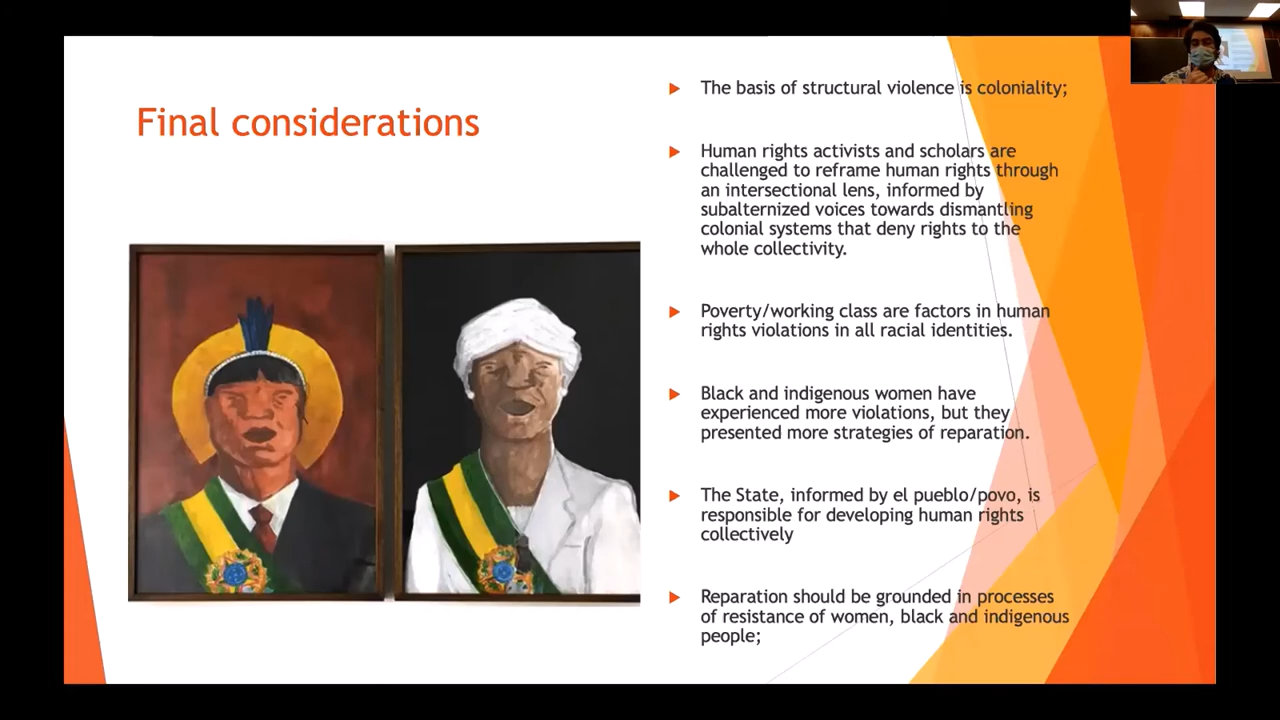 Final considerations
The basis of structural violence is coloniality;
Human rights activists and scholars are
challenged to reframe human rights through
an intersectional lens, informed by
subalternized voices towards dismantling
colonial systems that deny rights to the
whole collectivity.
Poverty/working class are factors in human
rights violations in all racial identities.
Black and indigenous women have
experienced more violations, but they
presented more strategies of reparation.
The State, informed by el pueblo/povo, is
responsible for developing human rights
collectively
Reparation should be grounded in processes
of resistance of women, black and indigenous
people;